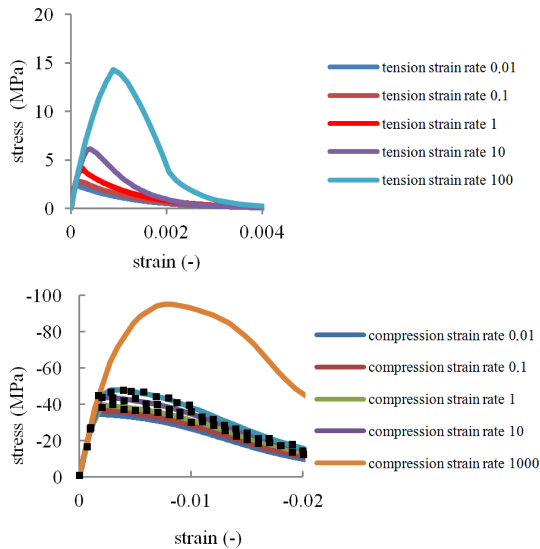 20
15
10
5
0
stress (MPa)
0
0.002
0.004
strain (-)
tension strain rate 0.01
tension strain rate 0.1
tension strain rate 1
tension strain rate 10
tension strain rate 100
-100
-80
-60
-40
-20
0
stress (MPa)
0
-0.01
-0.02
strain (-)
compression strain rate 0.01
compression strain rate 0.1
compression strain rate 1
compression strain rate 10
compression strain rate 1000